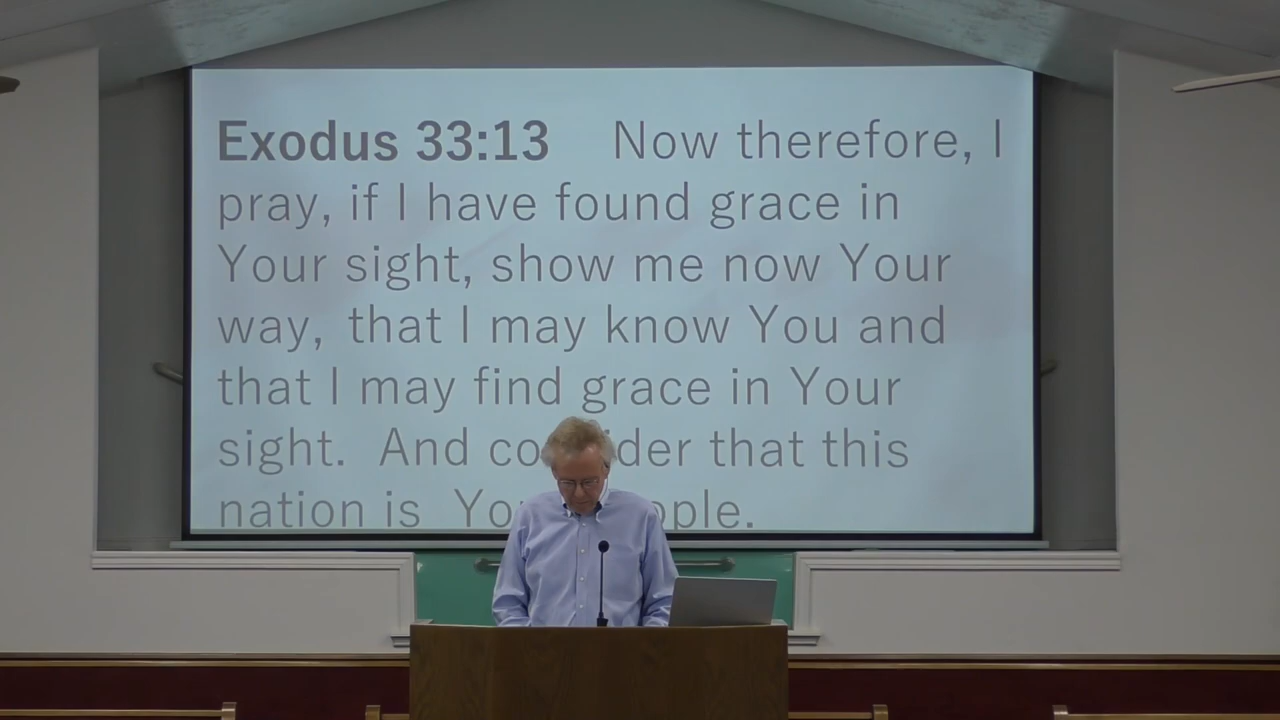 Exodus 33:13 Now therefore, I
pray, if I have found grace in
Your sight, show me now Your
way, that I may know You and
that I may find grace in Your
sight. And co der that this
nation is Yo ople.